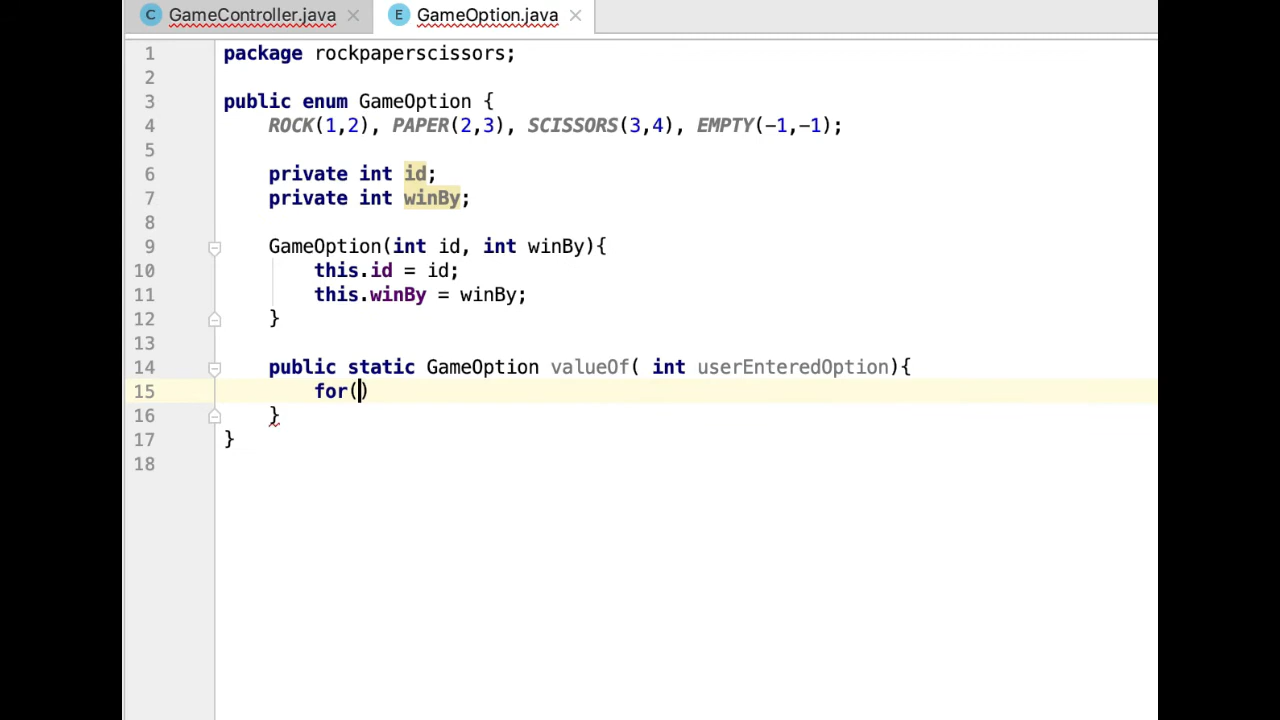 C GameController.java × E GameOption.java ×
1 package rockpaperscissors;
2
3 public enum GameOption {
4 ROCK(1,2), PAPER(2,3), SCISSORS(3,4), EMPTY(-1,-1);
5
6 private int id;
7 private int winBy;
8
9 GameOption(int id, int winBy){
10 this.id = id;
11 this.winBy = winBy;
12 }
13
14 public static GameOption valueOf( int userEnteredOption){
15 for()
16 }
17 }
18